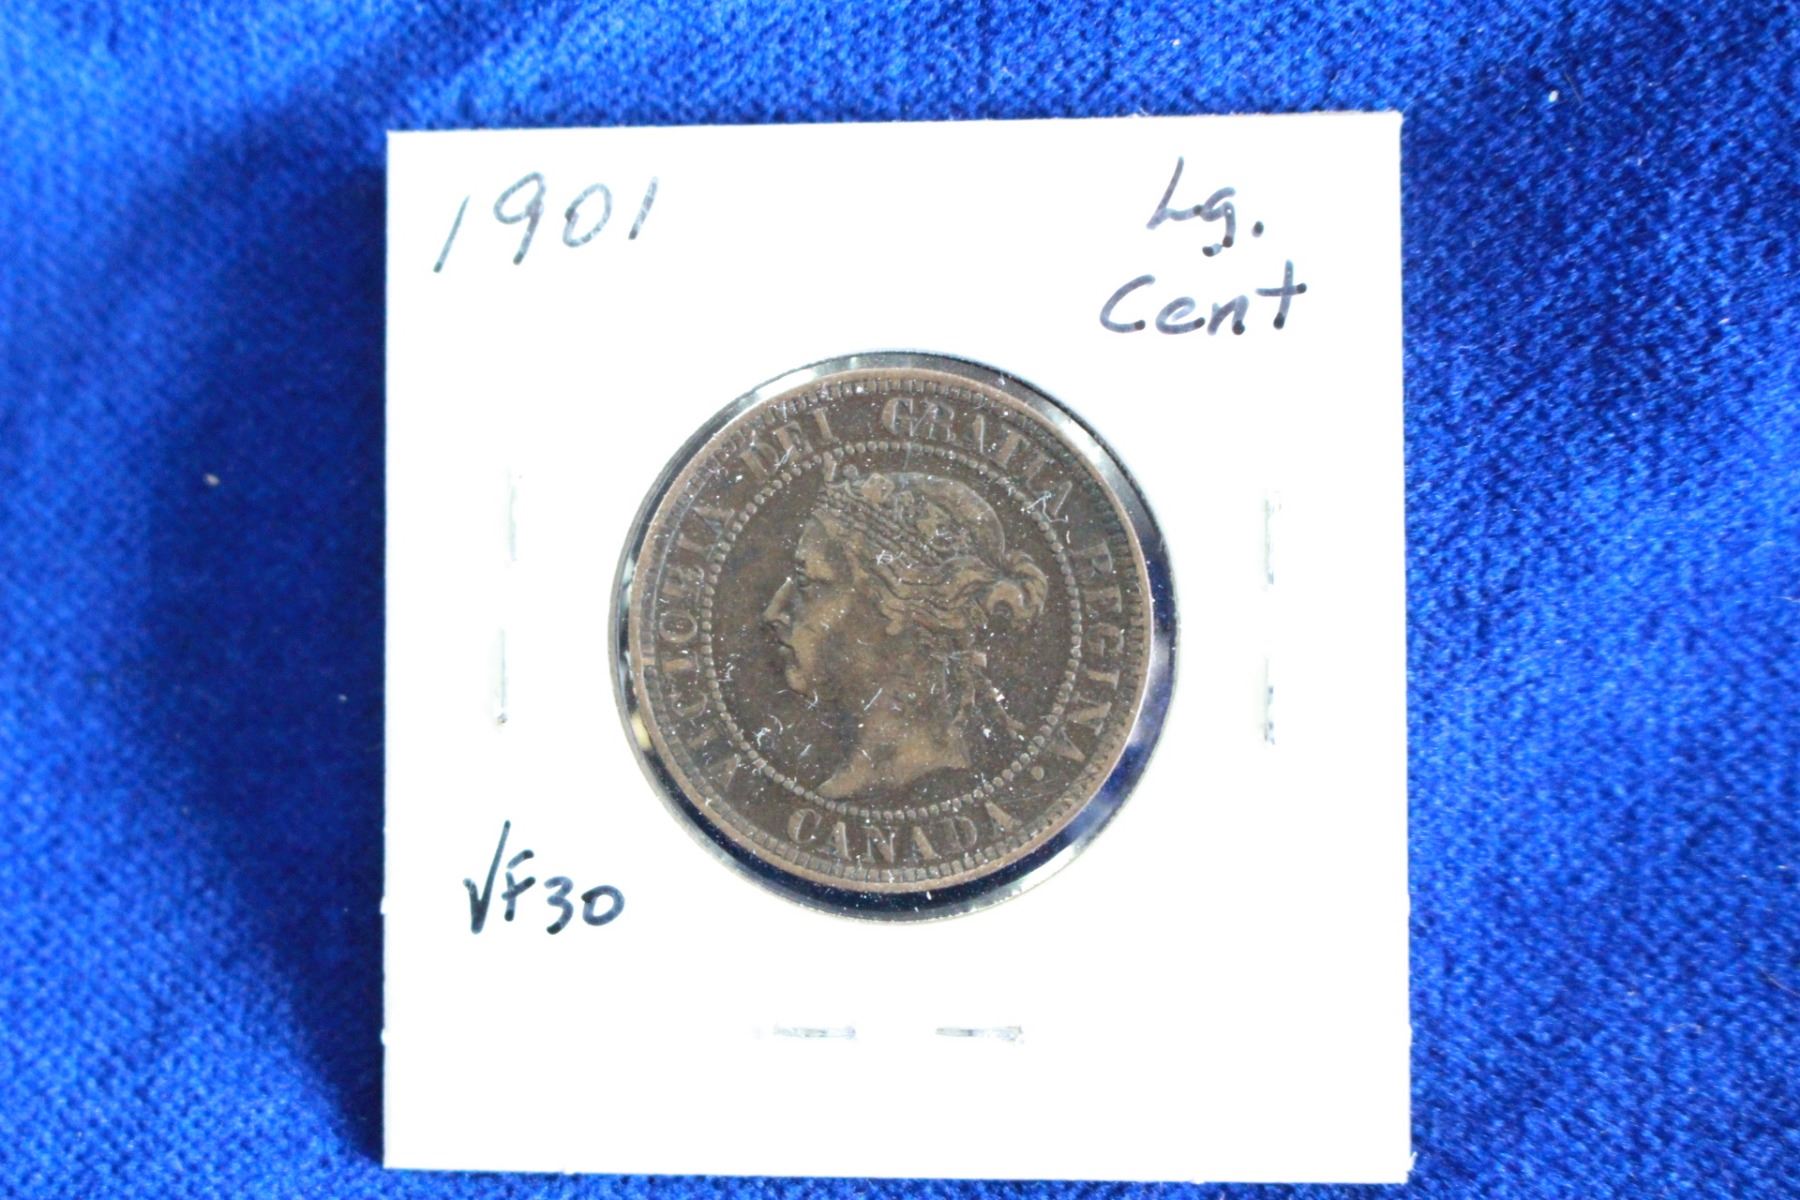 1901
Lg.
Cent
VICTORIA DEI GRATIA REGINA.
CANADA
VF30